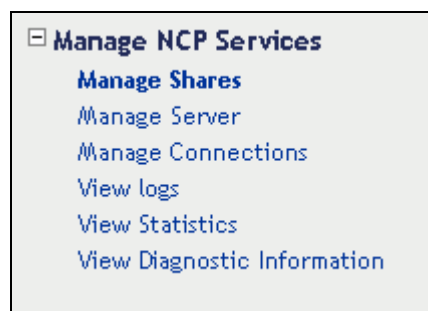 Manage NCP Services
Manage Shares
Manage Server
Manage Connections
View logs
View Statistics
View Diagnostic Information